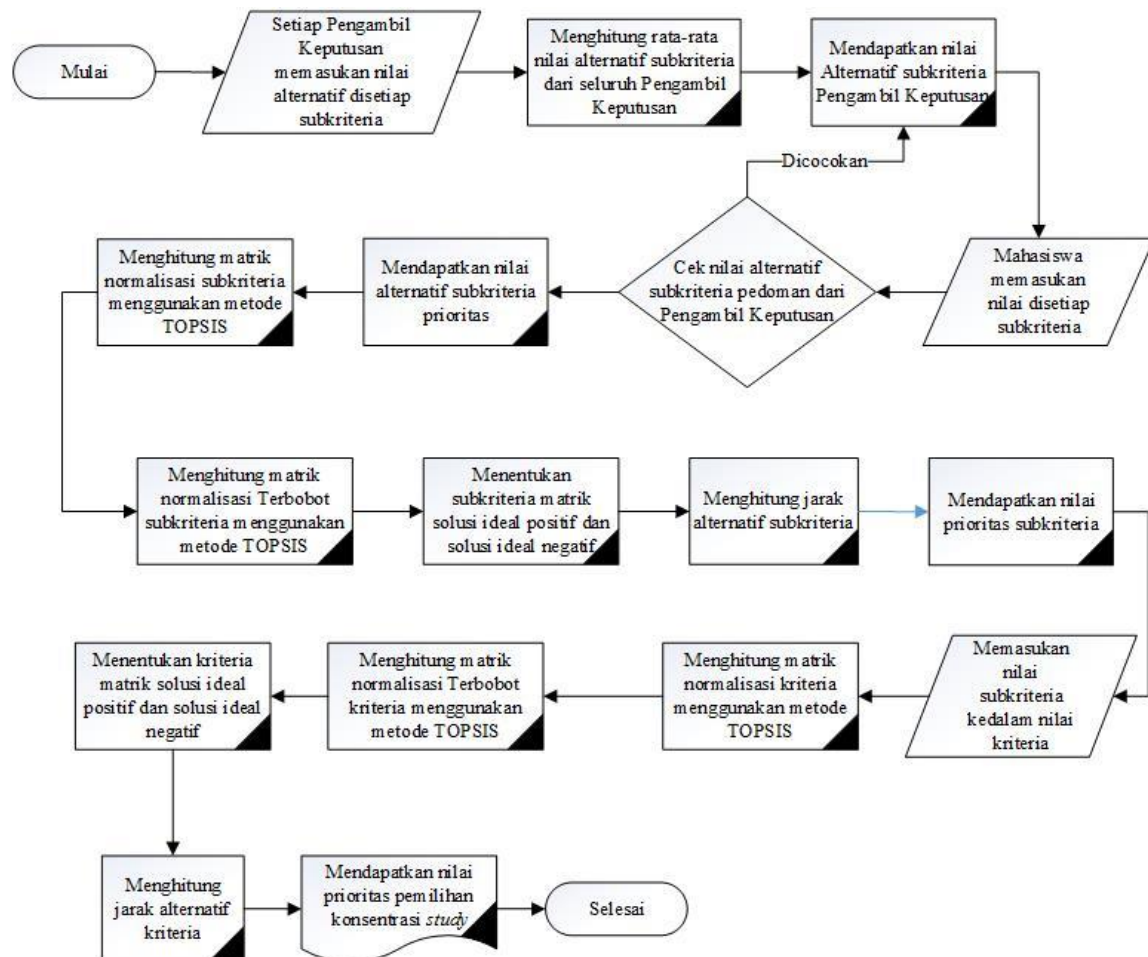 Mulai
Setiap Pengambil
Keputusan
memasukan nilai
alternatif disetiap
subkriteria
Menghitung rata-rata
nilai alternatif subkriteria
dari seluruh Pengambil
Keputusan
Mendapatkan nilai
Alternatif subkriteria
Pengambil Keputusan
Dicocokan
Mahasiswa
memasukan
nilai disetiap
subkriteria
Cek nilai alternatif
subkriteria pedoman dari
Pengambil Keputusan
Mendapatkan nilai
alternatif subkriteria
prioritas
Menghitung matrik
normalisasi subkriteria
menggunakan metode
TOPSIS
Menghitung matrik
normalisasi Terbobot
subkriteria menggunakan
metode TOPSIS
Menentukan
subkriteria matrik
solusi ideal positif dan
solusi ideal negatif
Menghitung jarak
alternatif subkriteria
Mendapatkan nilai
prioritas subkriteria
Memasukan
nilai
subkriteria
kedalam nilai
kriteria
Menghitung matrik
normalisasi kriteria
menggunakan metode
TOPSIS
Menghitung matrik
normalisasi Terbobot
kriteria menggunakan
metode TOPSIS
Menentukan kriteria
matrik solusi ideal
positif dan solusi ideal
negatif
Menghitung
jarak alternatif
kriteria
Mendapatkan nilai
prioritas pemilihan
konsentrasi study
Selesai